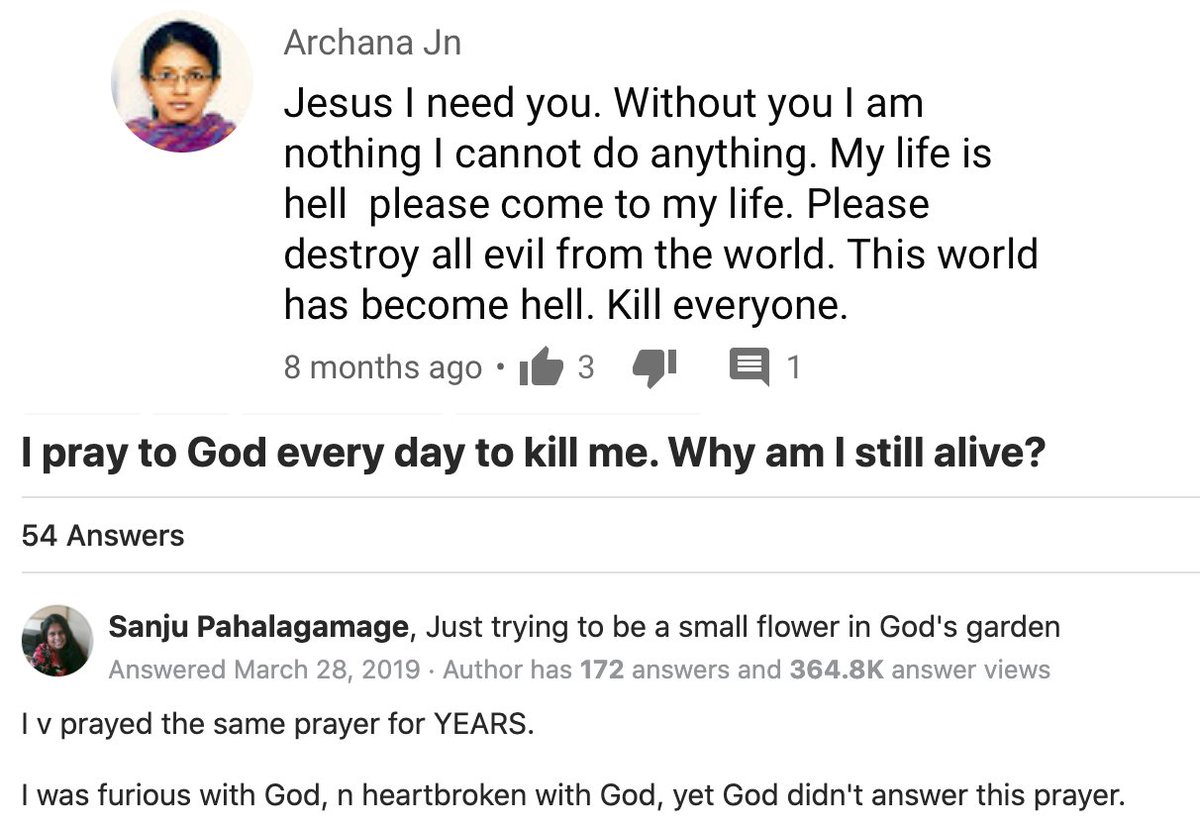 Archana Jn
Jesus I need you. Without you I am
nothing I cannot do anything. My life is
hell  please come to my life. Please
destroy all evil from the world. This world
has become hell. Kill everyone.
8 months ago • 3 1
I pray to God every day to kill me. Why am I still alive?
54 Answers
Sanju Pahalagamage, Just trying to be a small flower in God's garden
Answered March 28, 2019 · Author has 172 answers and 364.8K answer views
I v prayed the same prayer for YEARS.
I was furious with God, n heartbroken with God, yet God didn't answer this prayer.